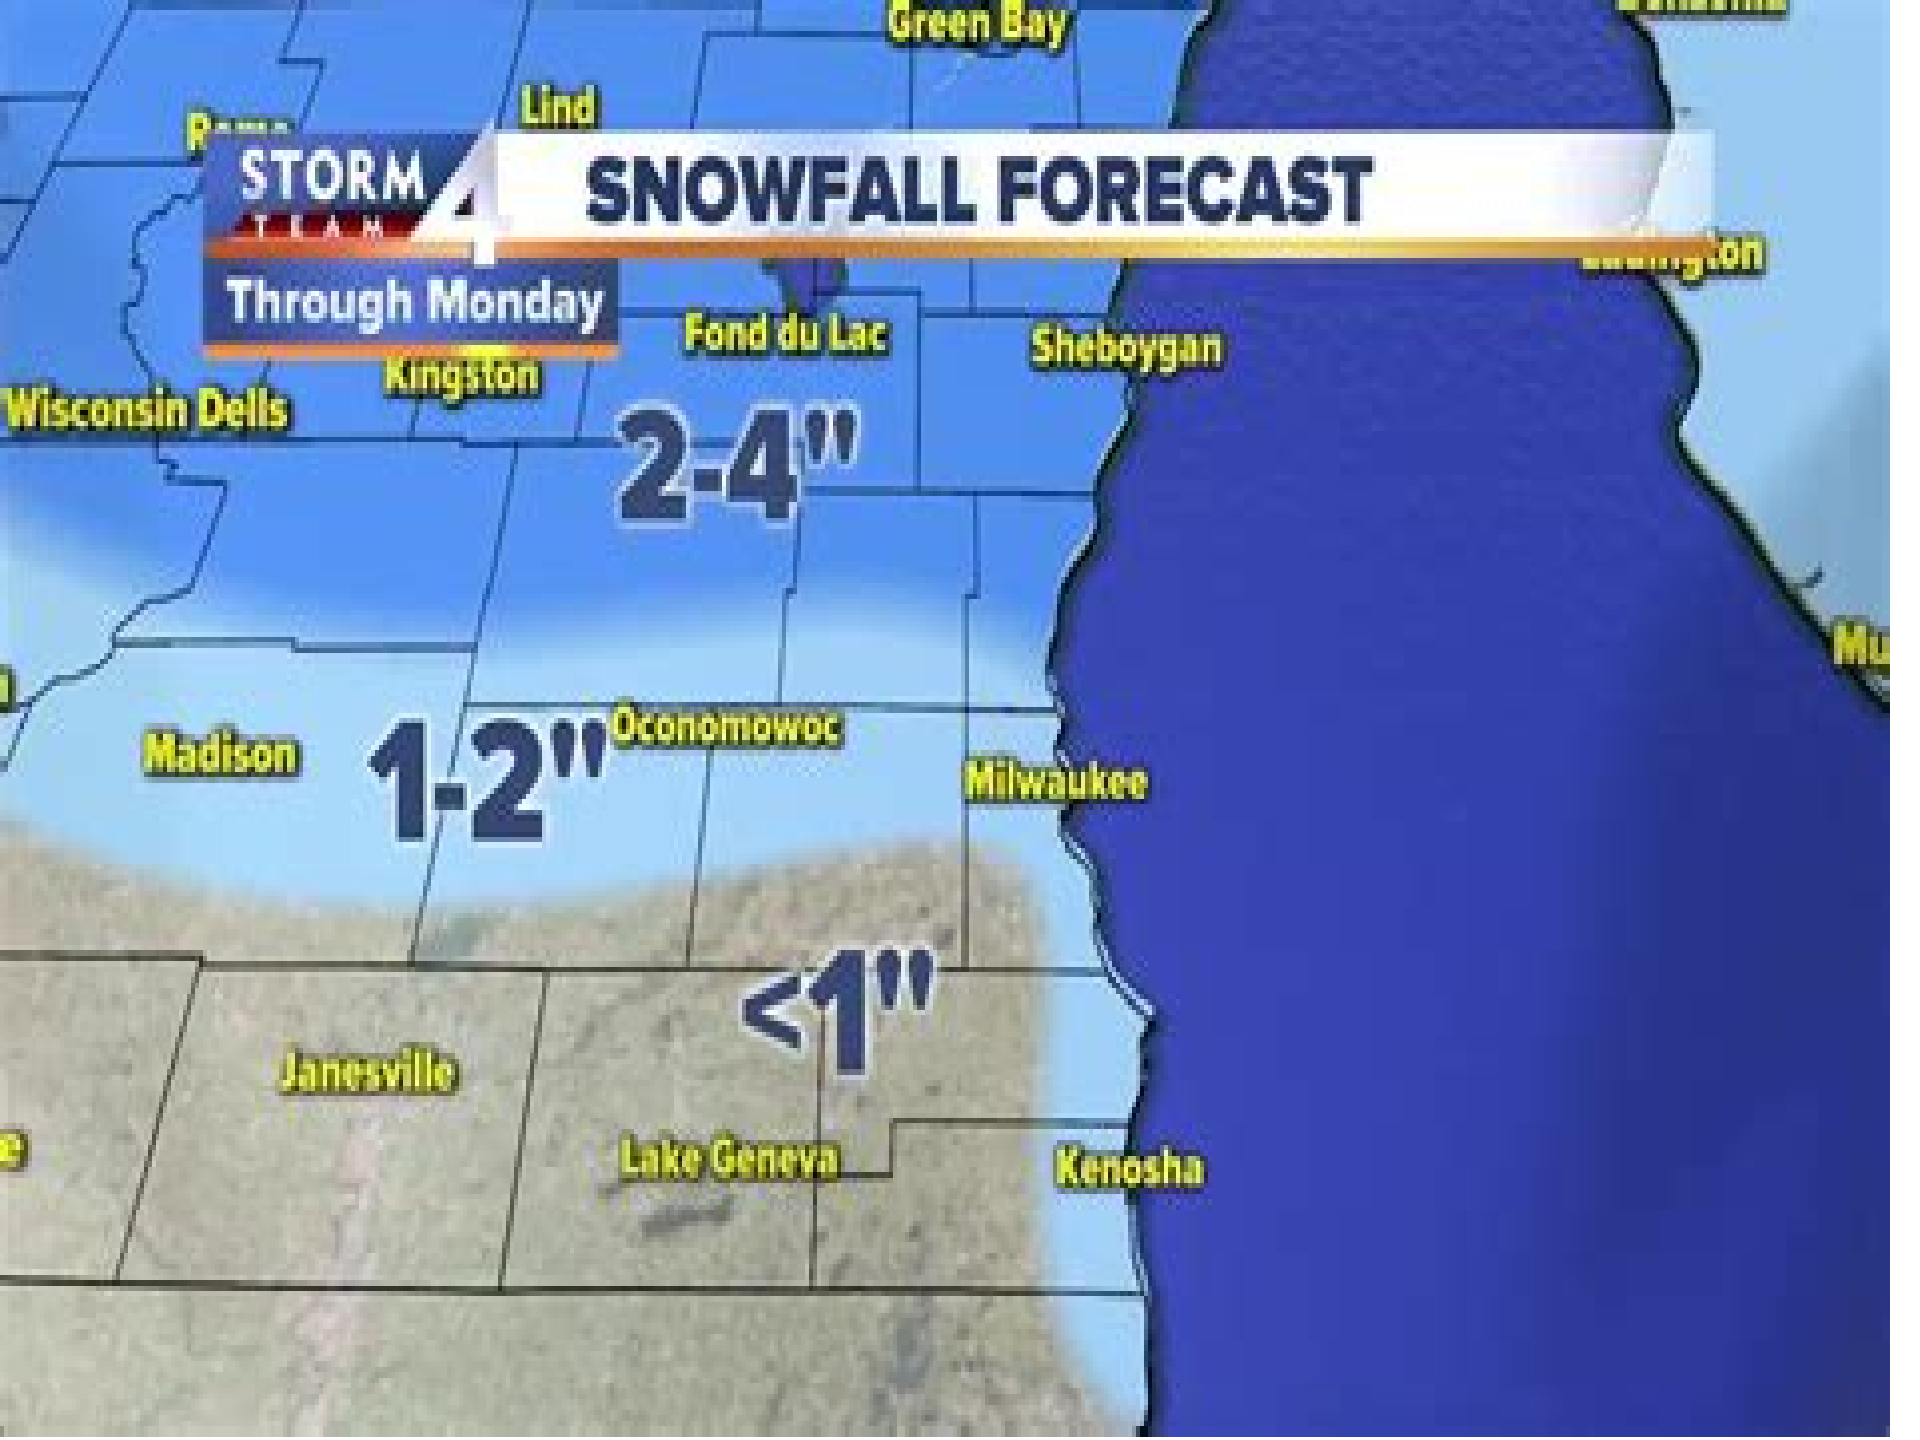 Green Bay
Lind
STORM
TEAM
4
SNOWFALL FORECAST
Through Monday
Fond du Lac
Sheboygan
Kingston
Wisconsin Dells
2-4"
Madison
1-2"
Oconomowoc
Milwaukee
<1"
Janesville
Lake Geneva
Kenosha